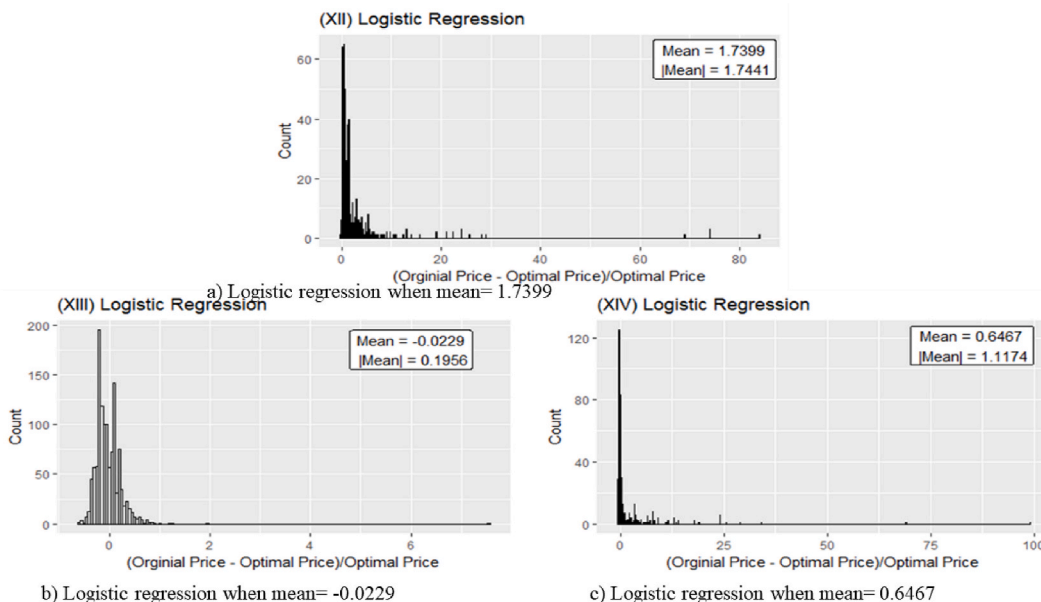 (XII) Logistic Regression
Mean = 1.7399
|Mean| = 1.7441
60
40
20
0
Count
0 20 40 60 80
(Orginial Price - Optimal Price)/Optimal Price
a) Logistic regression when mean= 1.7399
(XIII) Logistic Regression
Mean = -0.0229
|Mean| = 0.1956
200
150
100
50
0
Count
0 2 4 6
(Orginial Price - Optimal Price)/Optimal Price
b) Logistic regression when mean= -0.0229
(XIV) Logistic Regression
Mean = 0.6467
|Mean| = 1.1174
120
80
40
0
Count
0 25 50 75 100
(Orginial Price - Optimal Price)/Optimal Price
c) Logistic regression when mean= 0.6467